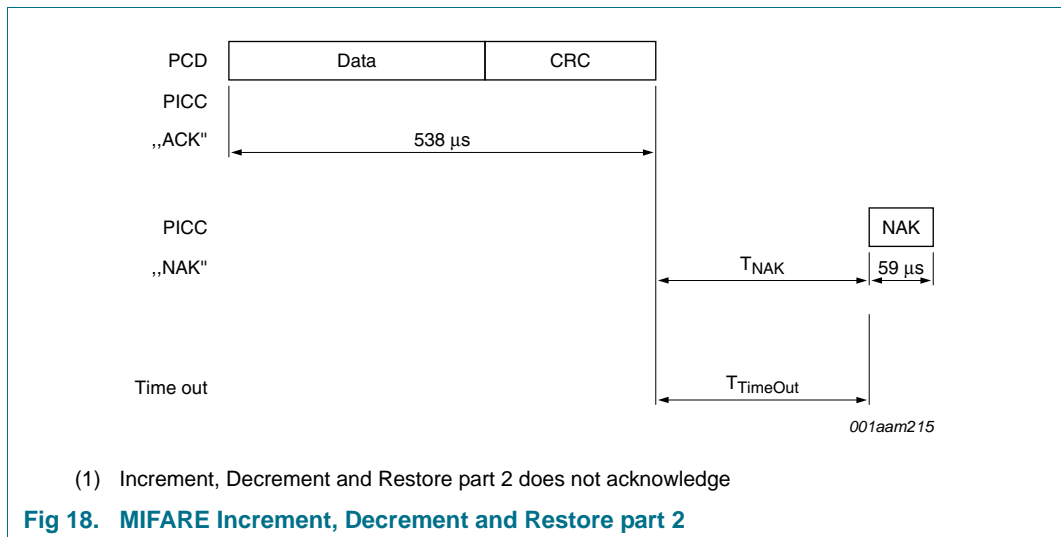 PCD Data CRC
PICC
,,ACK" 538 μs
PICC NAK
,,NAK" TNAK 59 μs
Time out TTimeOut
001aam215
(1) Increment, Decrement and Restore part 2 does not acknowledge
Fig 18. MIFARE Increment, Decrement and Restore part 2